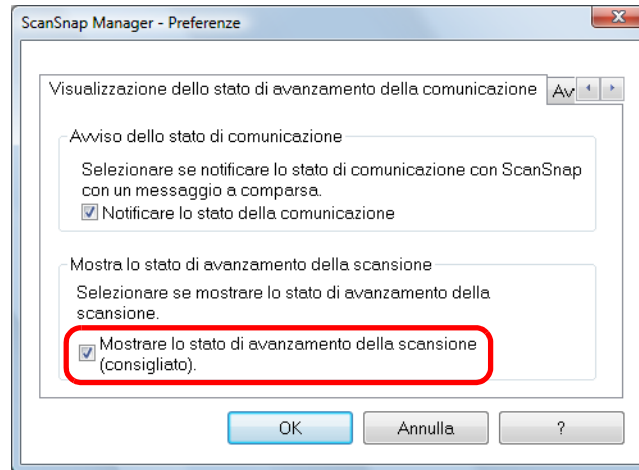 ScanSnap Manager - Preferenze
Visualizzazione dello stato di avanzamento della comunicazione
Av
Avviso dello stato di comunicazione
Selezionare se notificare lo stato di comunicazione con ScanSnap
con un messaggio a comparsa.
Notificare lo stato della comunicazione
Mostra lo stato di avanzamento della scansione
Selezionare se mostrare lo stato di avanzamento della
scansione.
Mostrare lo stato di avanzamento della scansione
(consigliato).
OK
Annulla
?